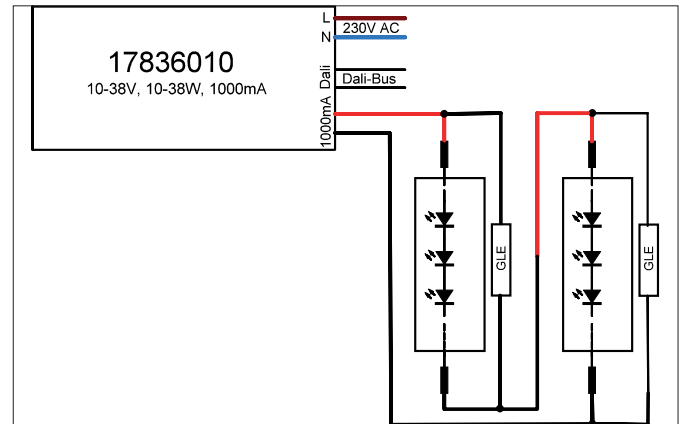 L
230V AC
N
17836010
10-38V, 10-38W, 1000mA
Dali
Dali-Bus
1000mA
GLE
GLE